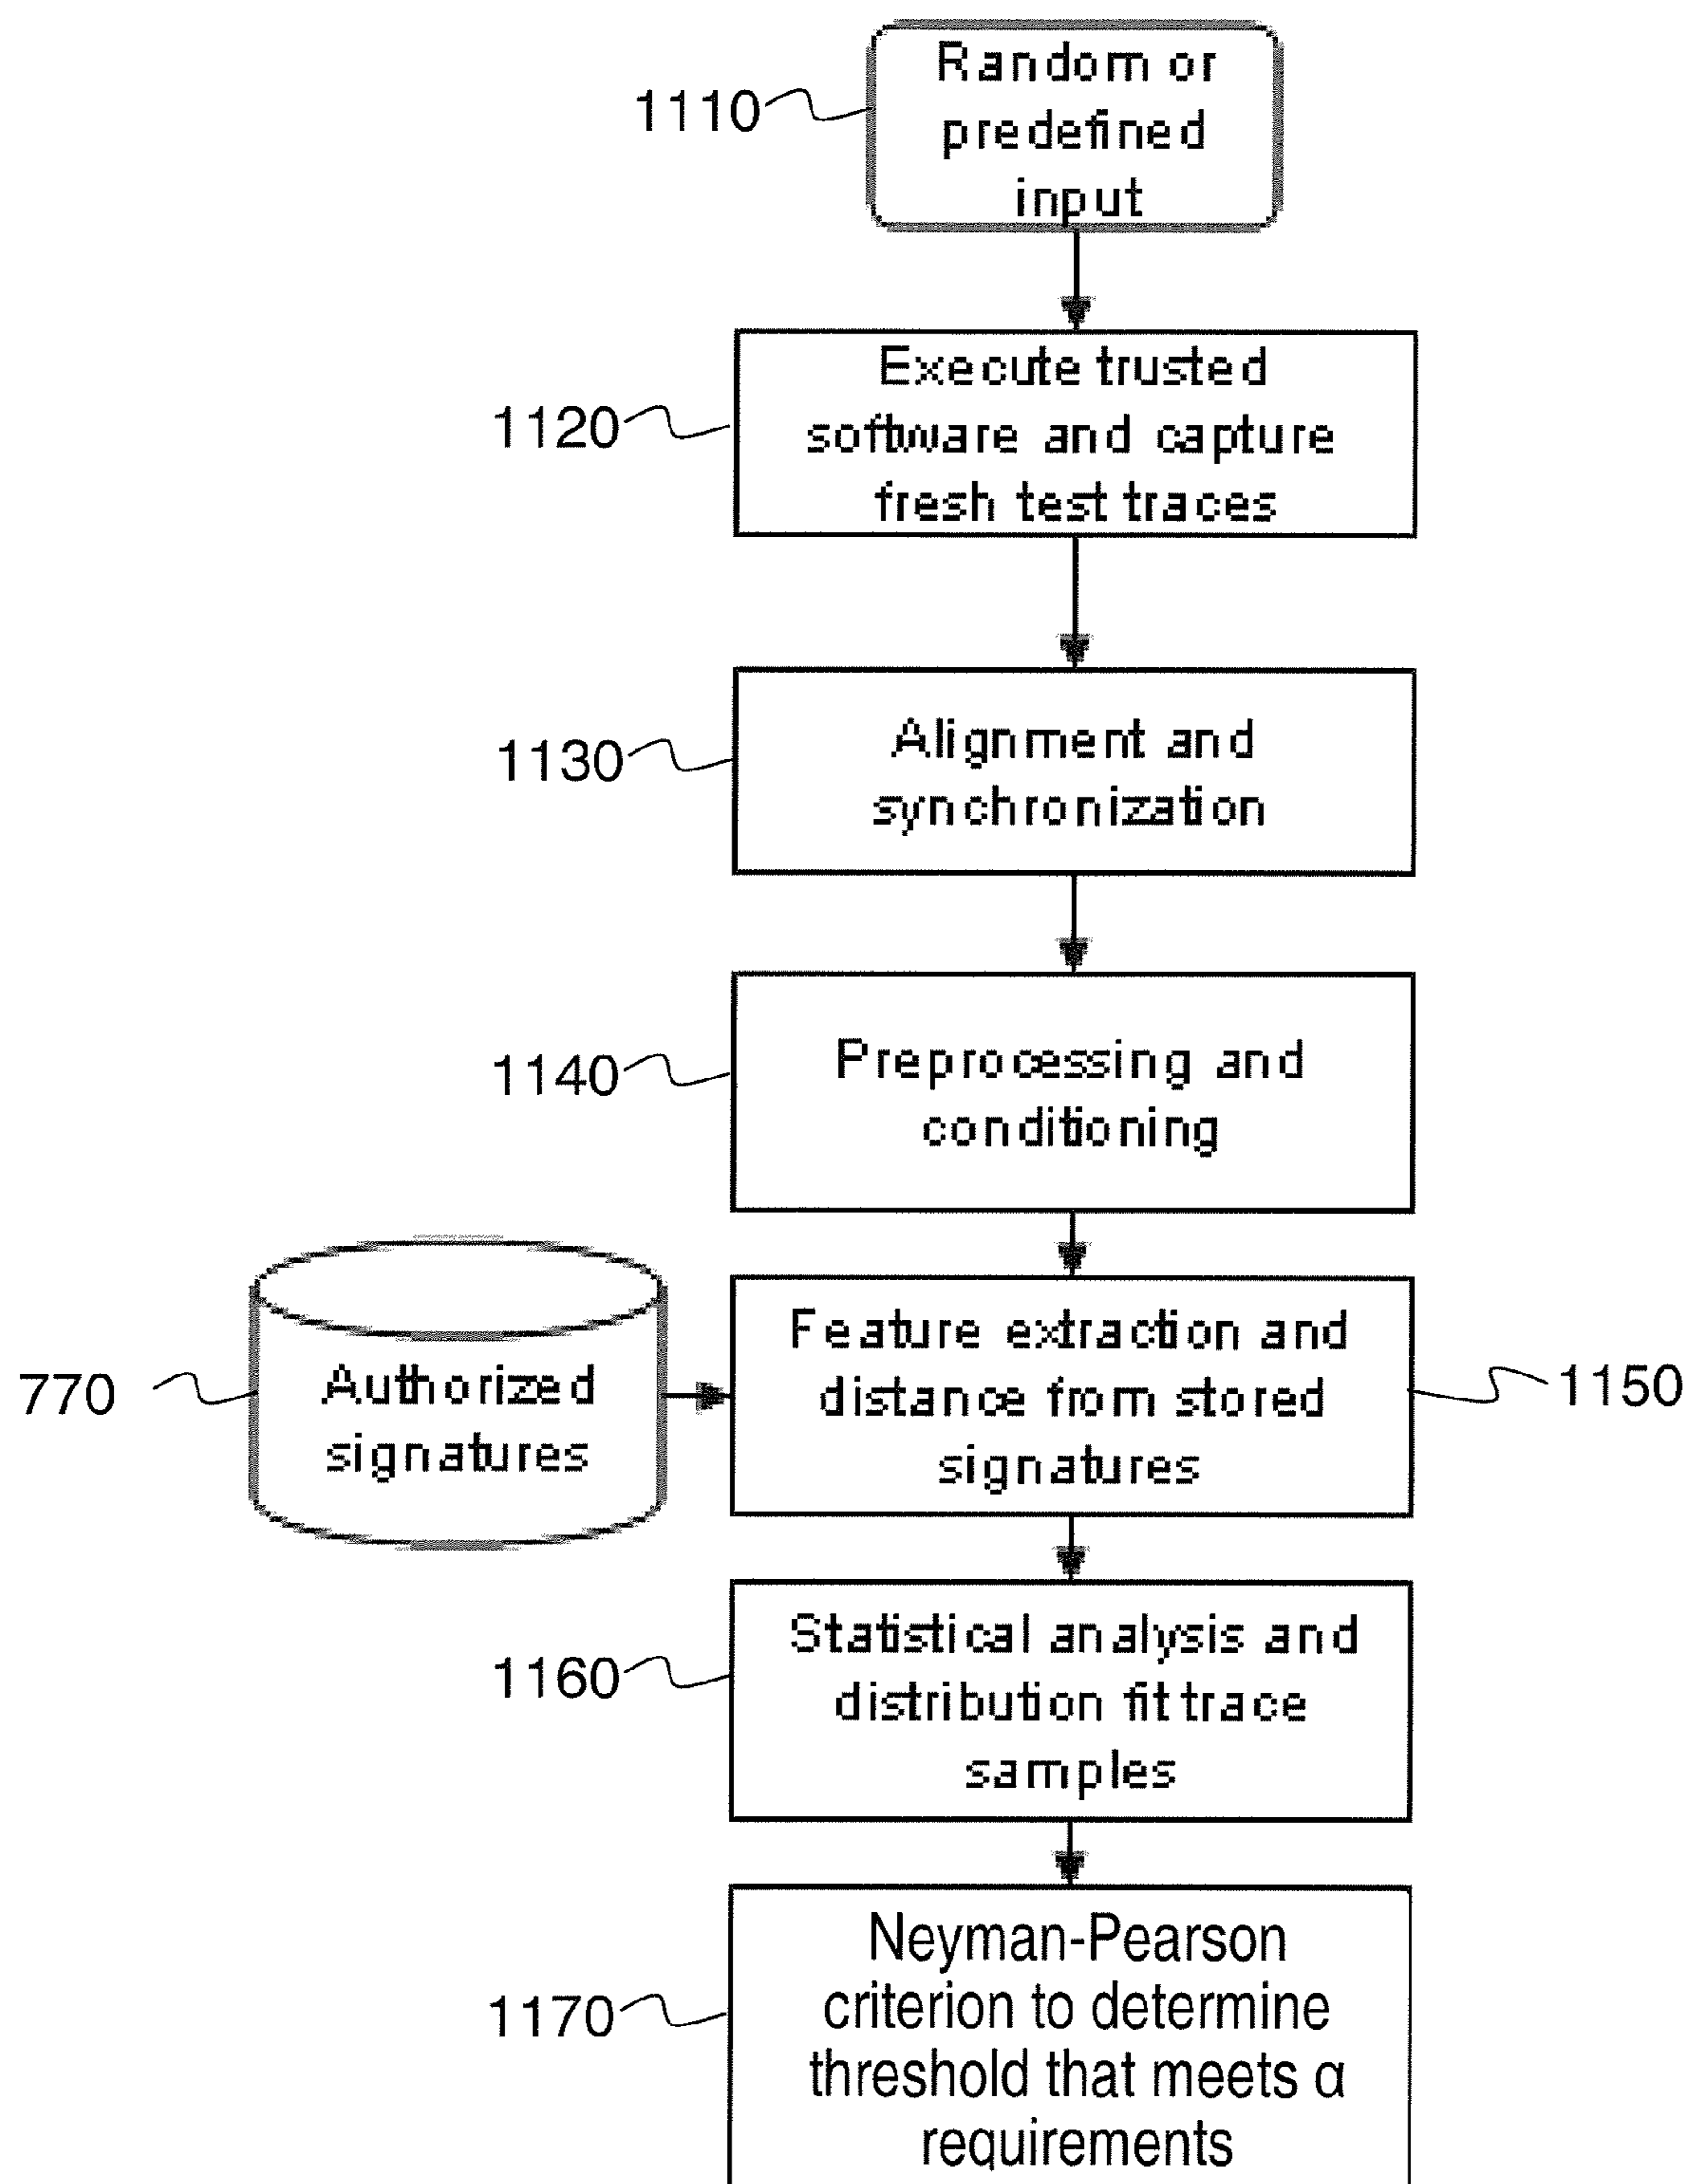 1110
Random or
predefined
input
1120
Execute trusted
software and capture
fresh test traces
1130
Alignment and
synchronization
1140
Preprocessing and
conditioning
770
Authorized
signatures
Feature extraction and
distance from stored
signatures
1150
1160
Statistical analysis and
distribution fit trace
samples
1170
Neyman-Pearson
criterion to determine
threshold that meets α
requirements